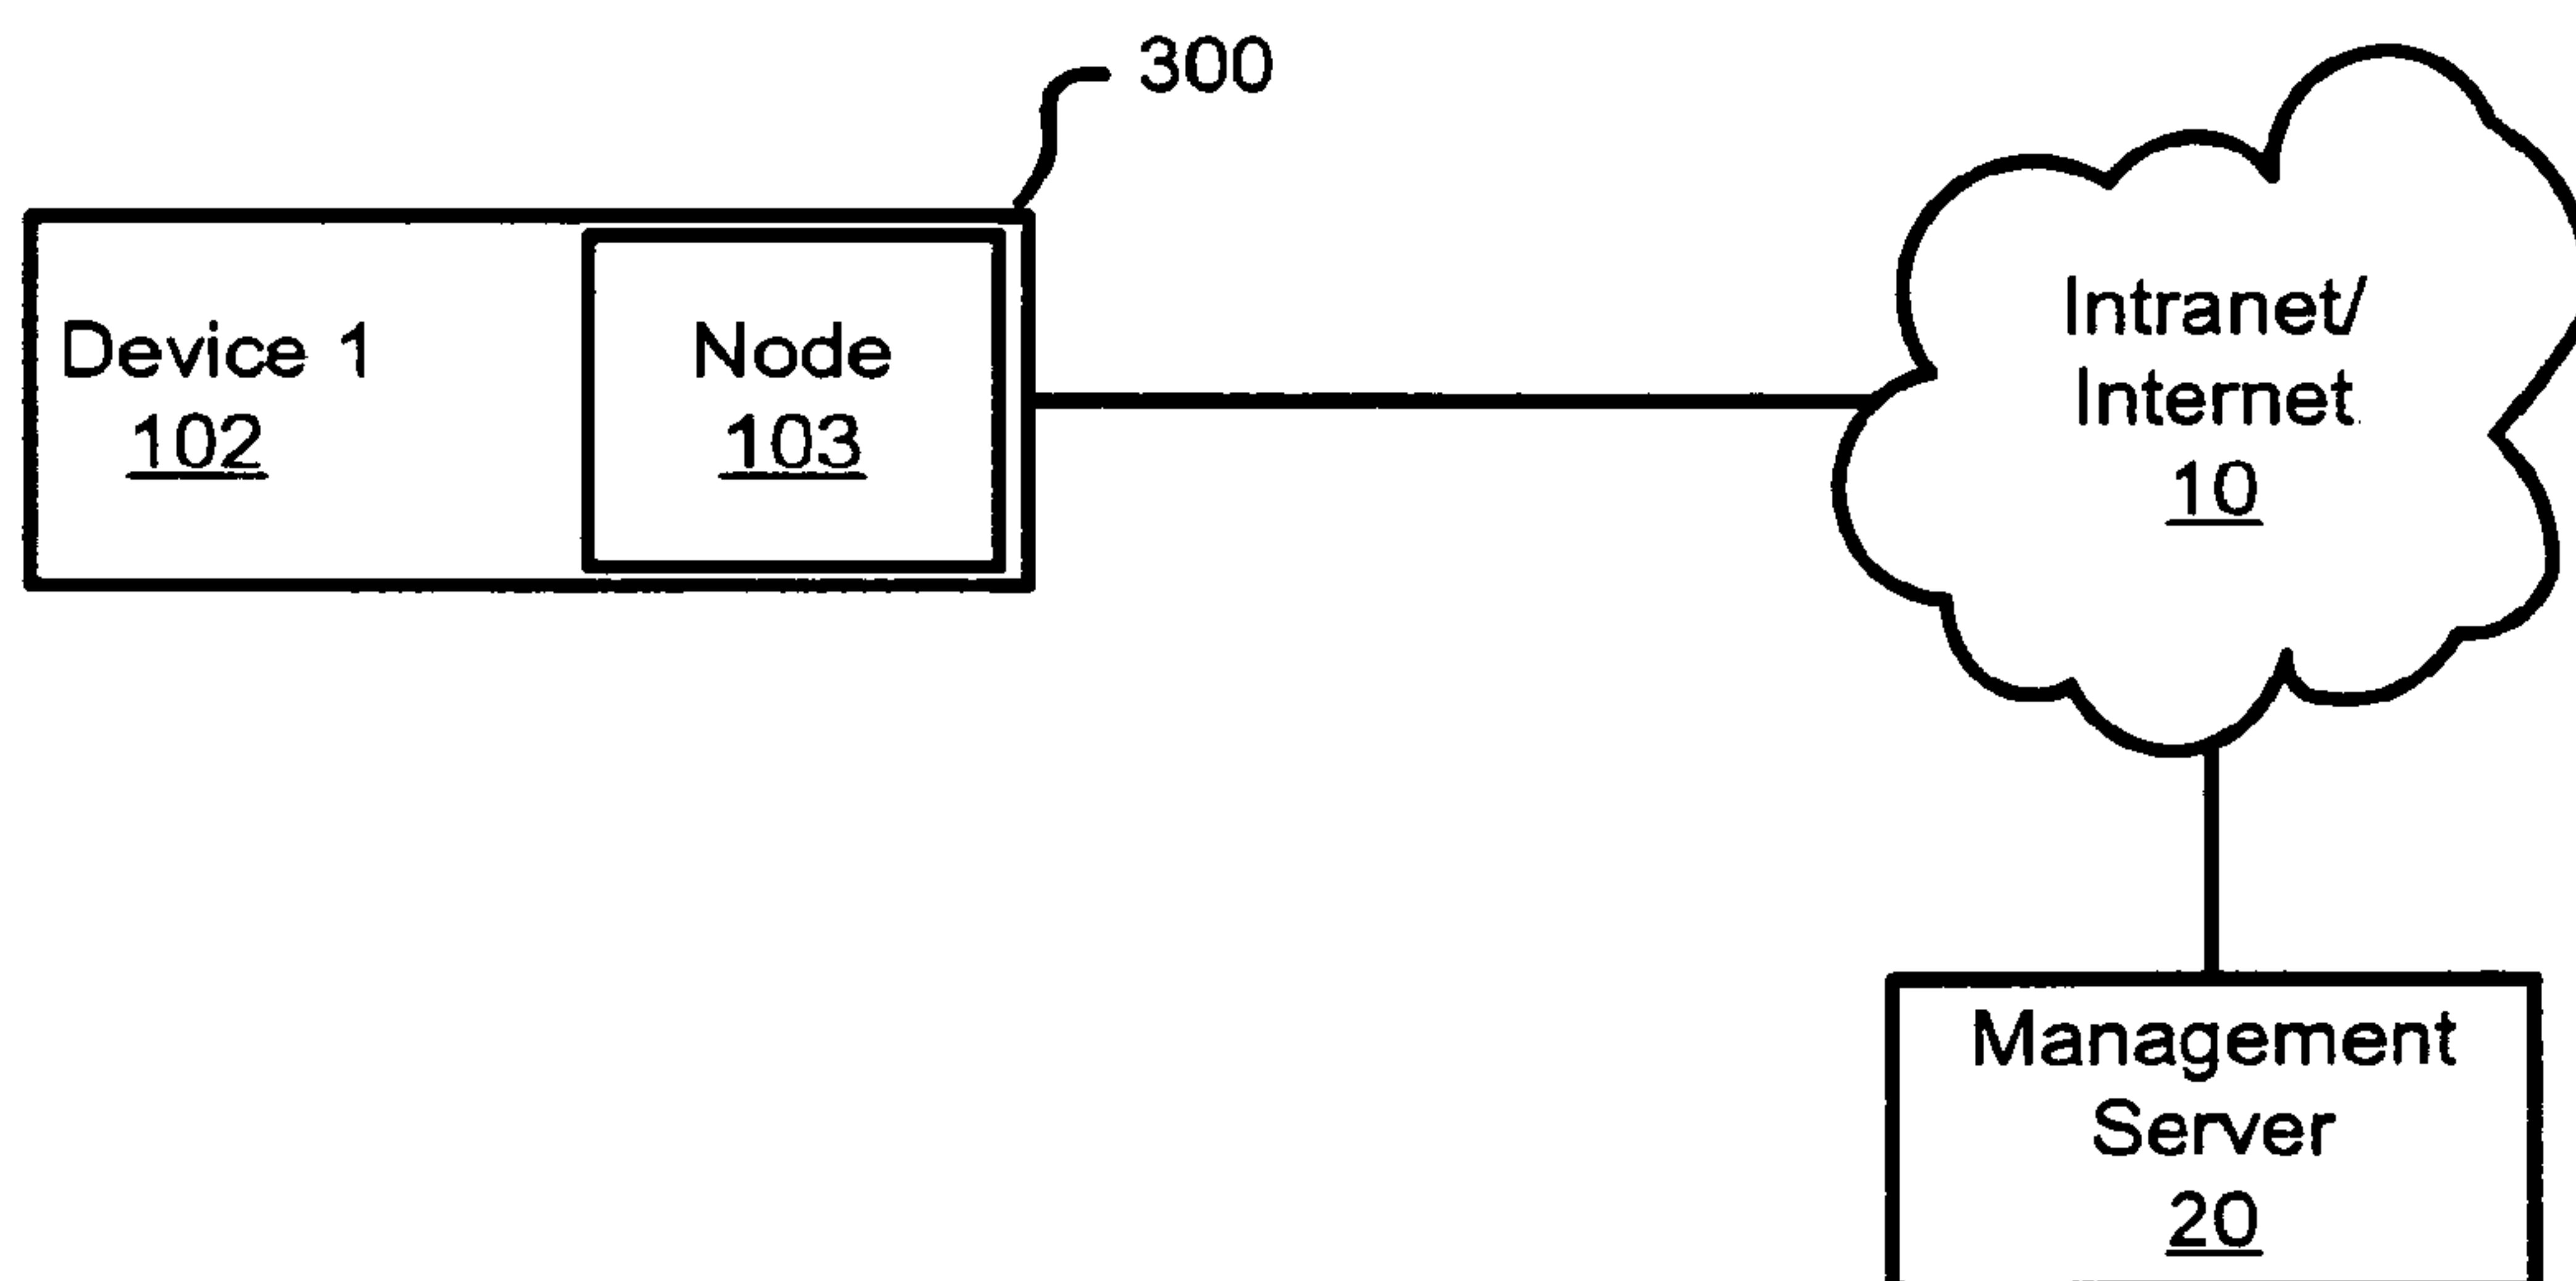 300
Device 1
102
Node
103
Intranet/
Internet
10
Management
Server
20